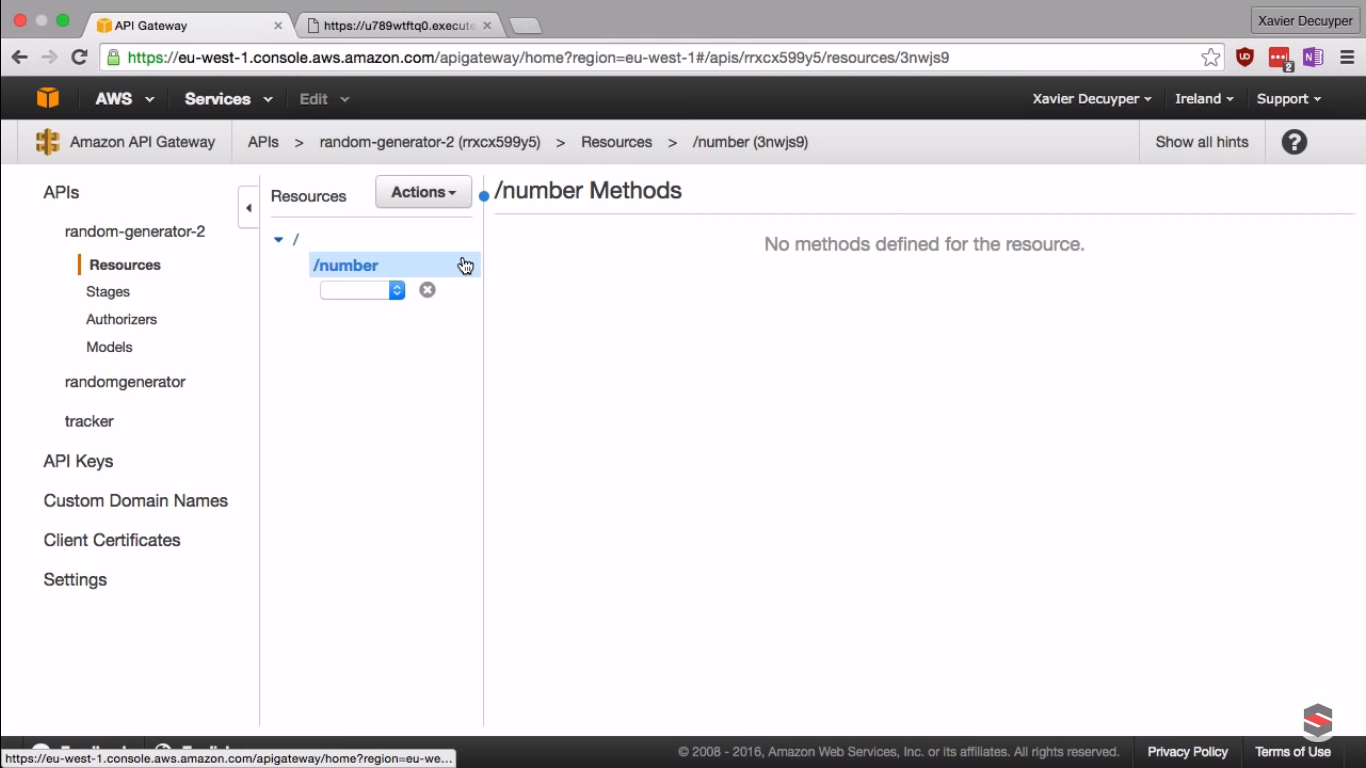 API Gateway
https://u789wtftq0.execute
Xavier Decuyper
https://eu-west-1.console.aws.amazon.com/apigateway/home?region=eu-west-1#/apis/rrxcx599y5/resources/3nwjs9
2
AWS Services Edit Xavier Decuyper Ireland Support
Amazon API Gateway APIs > random-generator-2 (rrxcx599y5) > Resources > /number (3nwjs9) Show all hints ?
APIs
random-generator-2
Resources
Stages
Authorizers
Models
randomgenerator
tracker
API Keys
Custom Domain Names
Client Certificates
Settings
Resources Actions
/
/number
/number Methods
No methods defined for the resource.
https://eu-west-1.console.aws.amazon.com/apigateway/home?region=eu-we...
© 2008 - 2016, Amazon Web Services, Inc. or its affiliates. All rights reserved. Privacy Policy Terms of Use